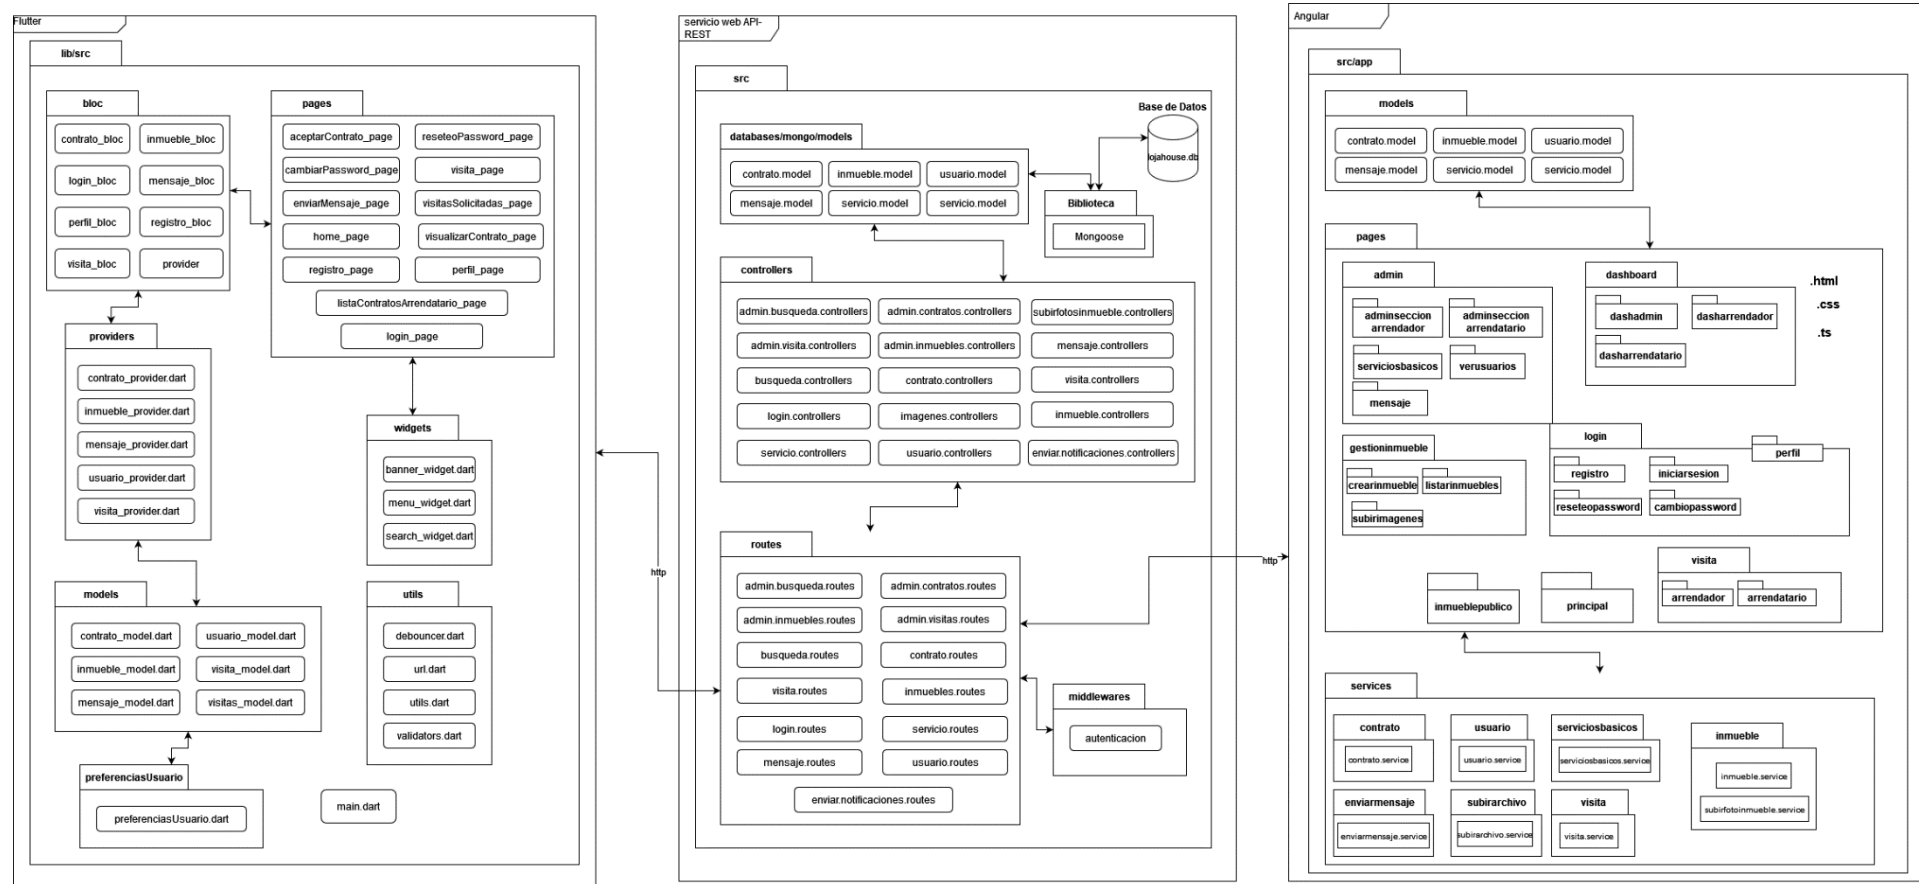 Flutter
lib/src
bloc
contrato_bloc
inmueble_bloc
login_bloc
mensaje_bloc
perfil_bloc
registro_bloc
visita_bloc
provider
pages
aceptarContrato_page
reseteoPassword_page
cambiarPassword_page
visita_page
enviarMensaje_page
visitasSolicitadas_page
home_page
visualizarContrato_page
registro_page
perfil_page
listaContratosArrendatario_page
login_page
providers
contrato_provider.dart
inmueble_provider.dart
mensaje_provider.dart
usuario_provider.dart
visita_provider.dart
widgets
banner_widget.dart
menu_widget.dart
search_widget.dart
models
contrato_model.dart
usuario_model.dart
inmueble_model.dart
visita_model.dart
mensaje_model.dart
visitas_model.dart
utils
debouncer.dart
url.dart
utils.dart
validators.dart
preferenciasUsuario
preferenciasUsuario.dart
main.dart
http
servicio web API-
REST
src
Base de Datos
lojahouse.db
databases/mongo/models
contrato.model
inmueble.model
usuario.model
mensaje.model
servicio.model
servicio.model
Biblioteca
Mongoose
controllers
admin.busqueda.controllers
admin.contratos.controllers
subirfotosinmueble.controllers
admin.visita.controllers
admin.inmuebles.controllers
mensaje.controllers
busqueda.controllers
contrato.controllers
visita.controllers
login.controllers
imagenes.controllers
inmueble.controllers
servicio.controllers
usuario.controllers
enviar.notificaciones.controllers
routes
admin.busqueda.routes
admin.contratos.routes
admin.inmuebles.routes
admin.visitas.routes
busqueda.routes
contrato.routes
visita.routes
inmuebles.routes
login.routes
servicio.routes
mensaje.routes
usuario.routes
enviar.notificaciones.routes
middlewares
autenticacion
http
Angular
src/app
models
contrato.model
inmueble.model
usuario.model
mensaje.model
servicio.model
servicio.model
pages
admin
adminseccion
arrendador
adminseccion
arrendatario
serviciosbasicos
verusuarios
mensaje
dashboard
dashadmin
dasharrendador
dasharrendatario
.html
.css
.ts
gestioninmueble
crearinmueble
listarinmuebles
subirimagenes
login
registro
iniciarsesion
reseteopassword
cambiopassword
perfil
inmueblepublico
principal
visita
arrendador
arrendatario
services
contrato
contrato.service
usuario
usuario.service
serviciosbasicos
serviciosbasicos.service
inmueble
inmueble.service
subirfotoinmueble.service
enviarmensaje
enviarmensaje.service
subirarchivo
subirarchivo.service
visita
visita.service